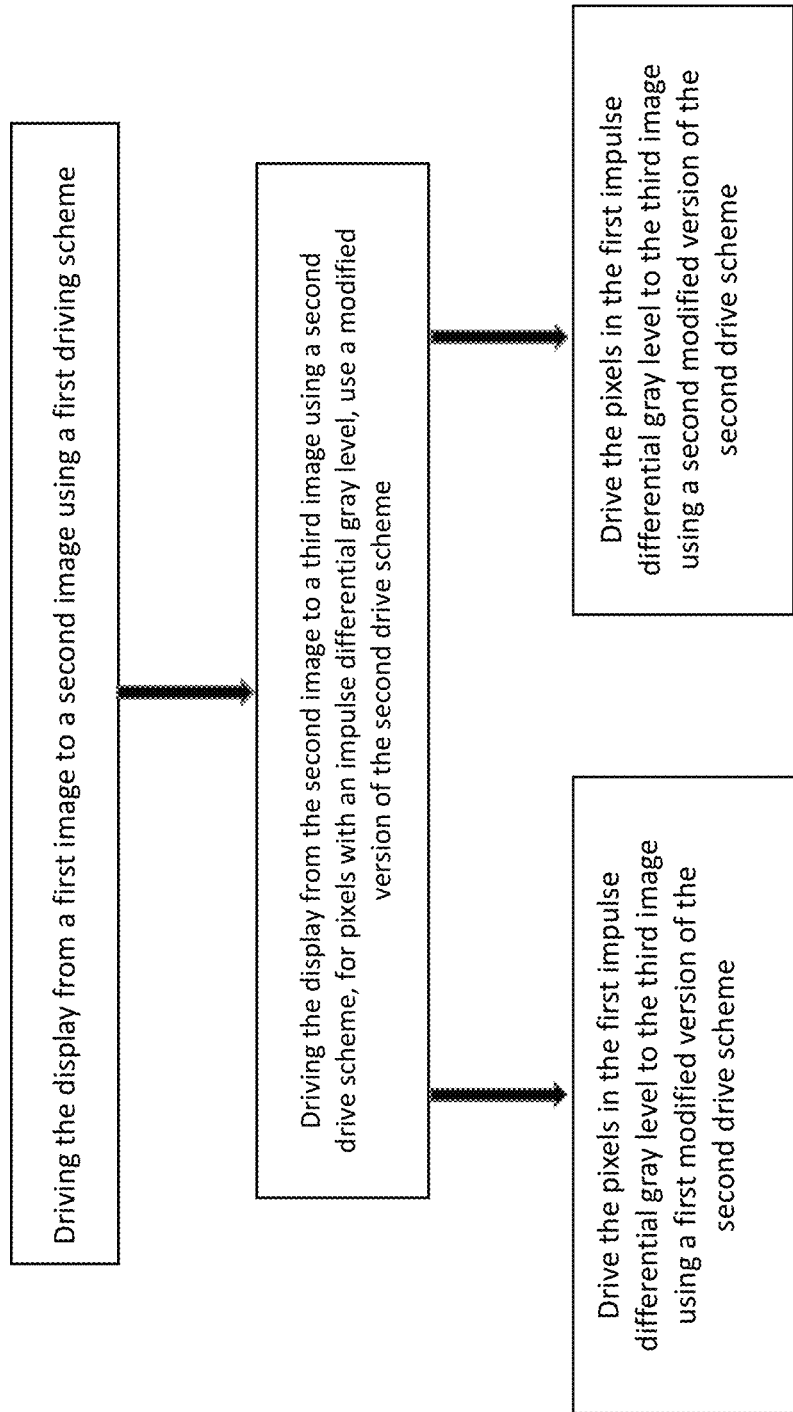 Driving the display from a first image to a second image using a first driving scheme
Driving the display from the second image to a third image using a second
drive scheme, for pixels with an impulse differential gray level, use a modified
version of the second drive scheme
Drive the pixels in the first impulse
differential gray level to the third image
using a first modified version of the
second drive scheme
Drive the pixels in the first impulse
differential gray level to the third image
using a second modified version of the
second drive scheme